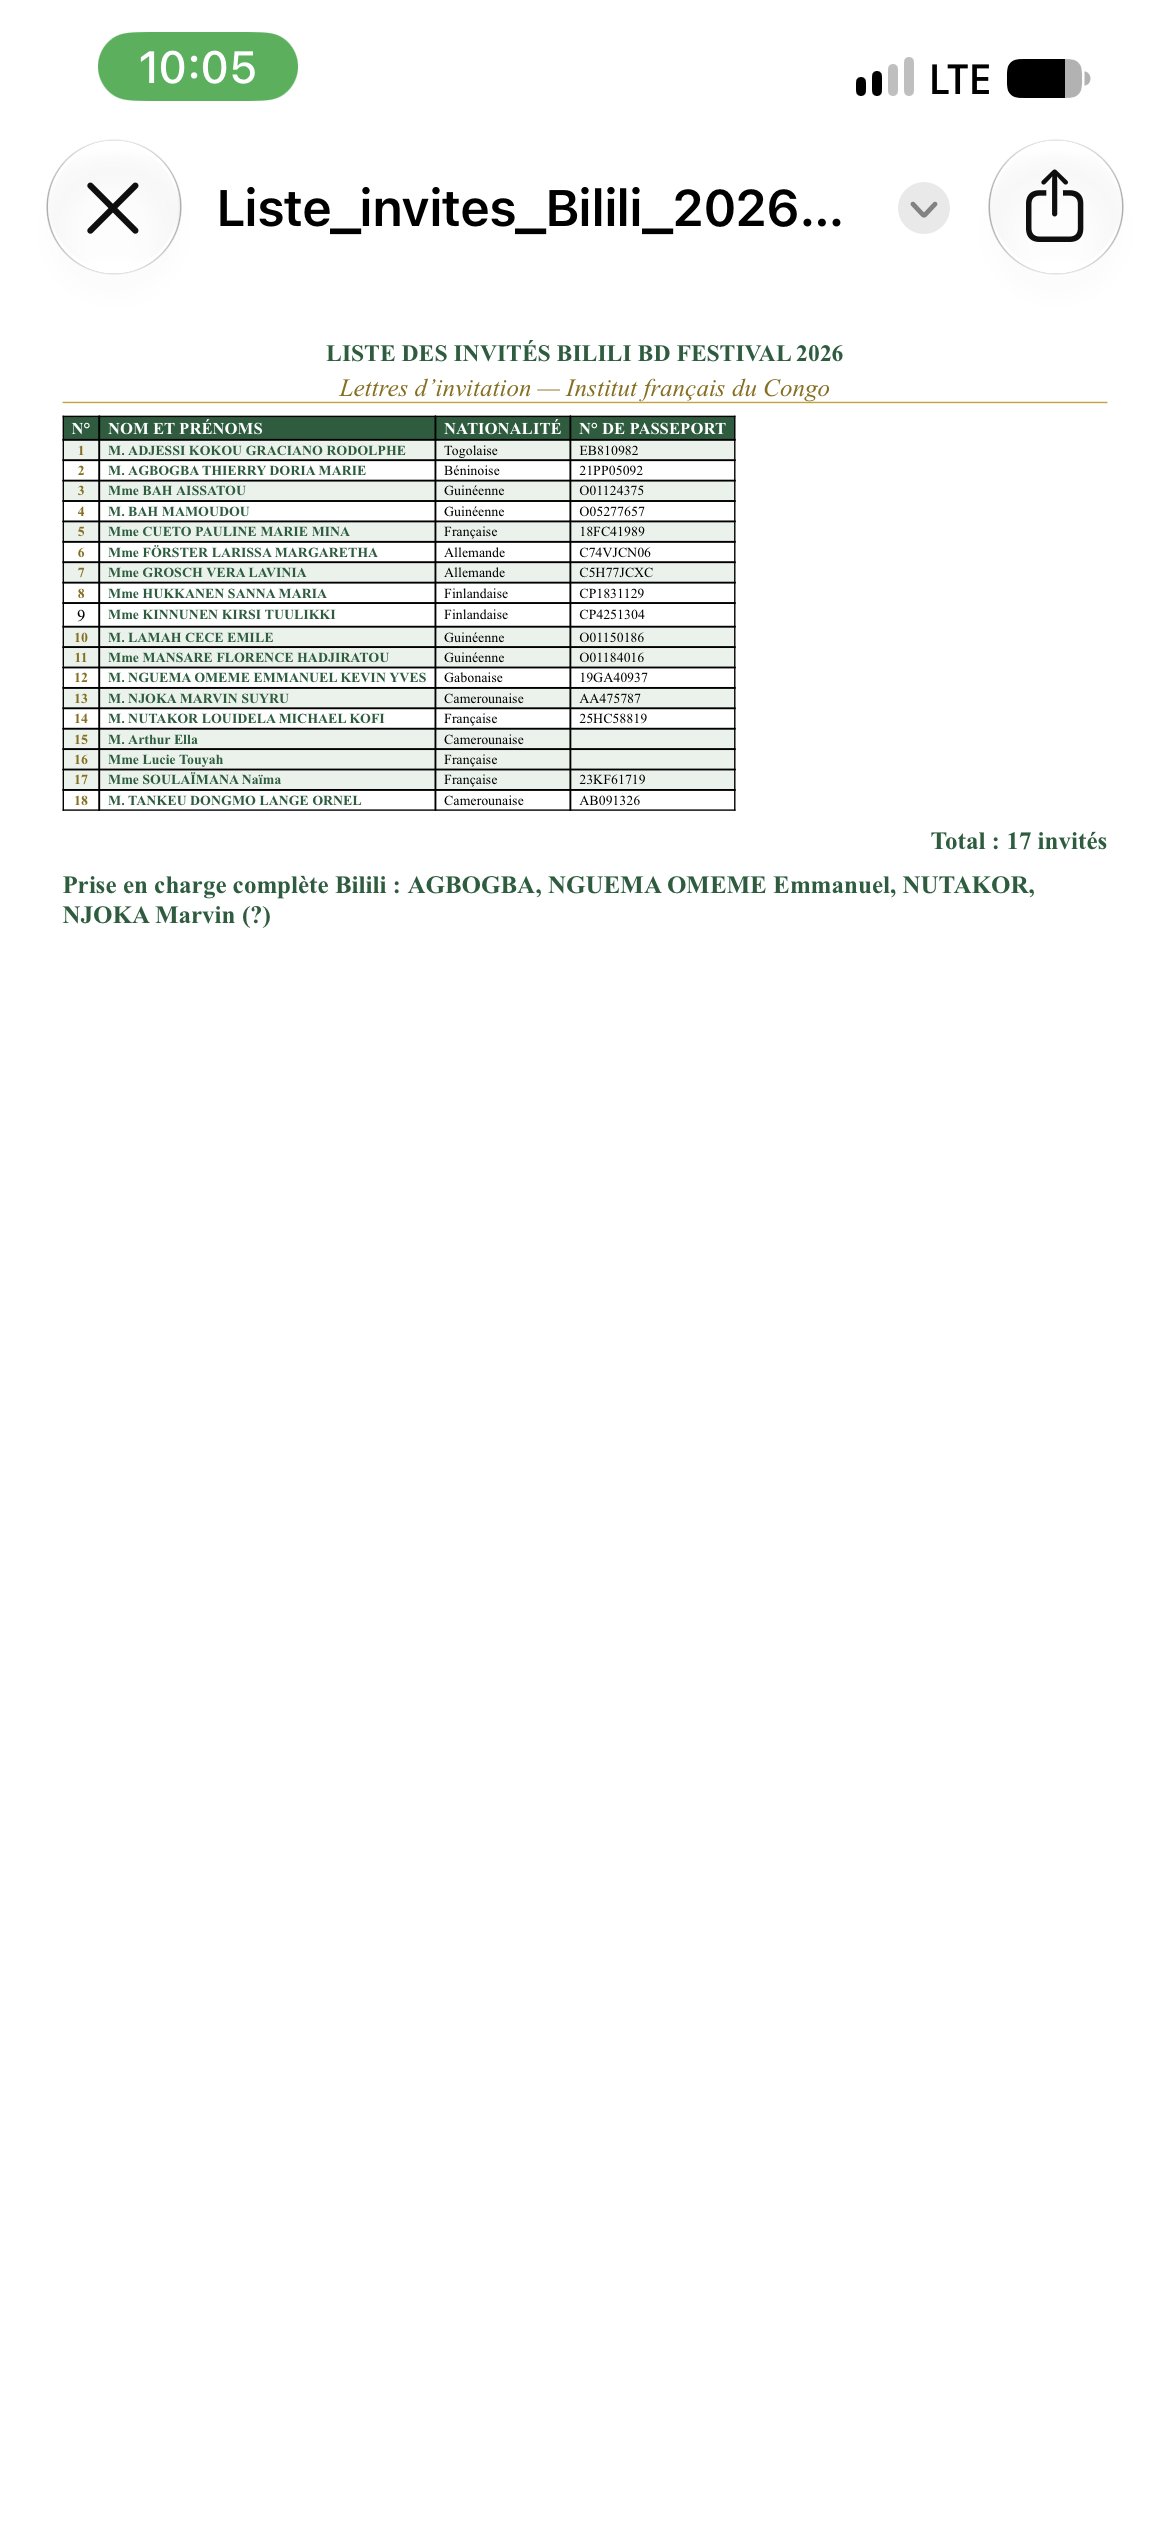 10:05
LTE
Liste_invites_Bilili_2026...
LISTE DES INVITÉS BILILI BD FESTIVAL 2026
Lettres d’invitation — Institut français du Congo
N° NOM ET PRÉNOMS NATIONALITÉ N° DE PASSEPORT
1 M. ADJESSI KOKOU GRACIANO RODOLPHE Togolaise EB810982
2 M. AGBOGBA THIERRY DORIA MARIE Béninoise 21PP05092
3 Mme BAH AISSATOU Guinéenne O01124375
4 M. BAH MAMOUDOU Guinéenne O05277657
5 Mme CUETO PAULINE MARIE MINA Française 18FC41989
6 Mme FÖRSTER LARISSA MARGARETHA Allemande C74VJCN06
7 Mme GROSCH VERA LAVINIA Allemande C5H77JCXC
8 Mme HUKKANEN SANNA MARIA Finlandaise CP1831129
9 Mme KINNUNEN KIRSI TUULIKKI Finlandaise CP4251304
10 M. LAMAH CECE EMILE Guinéenne O01150186
11 Mme MANSARE FLORENCE HADJIRATOU Guinéenne O01184016
12 M. NGUEMA OMEME EMMANUEL KEVIN YVES Gabonaise 19GA40937
13 M. NJOKA MARVIN SUYRU Camerounaise AA475787
14 M. NUTAKOR LOUIDELA MICHAEL KOFI Française 25HC58819
15 M. Arthur Ella Camerounaise
16 Mme Lucie Touyah Française
17 Mme SOULAÏMANA Naïma Française 23KF61719
18 M. TANKEU DONGMO LANGE ORNEL Camerounaise AB091326
Total : 17 invités
Prise en charge complète Bilili : AGBOGBA, NGUEMA OMEME Emmanuel, NUTAKOR,
NJOKA Marvin (?)